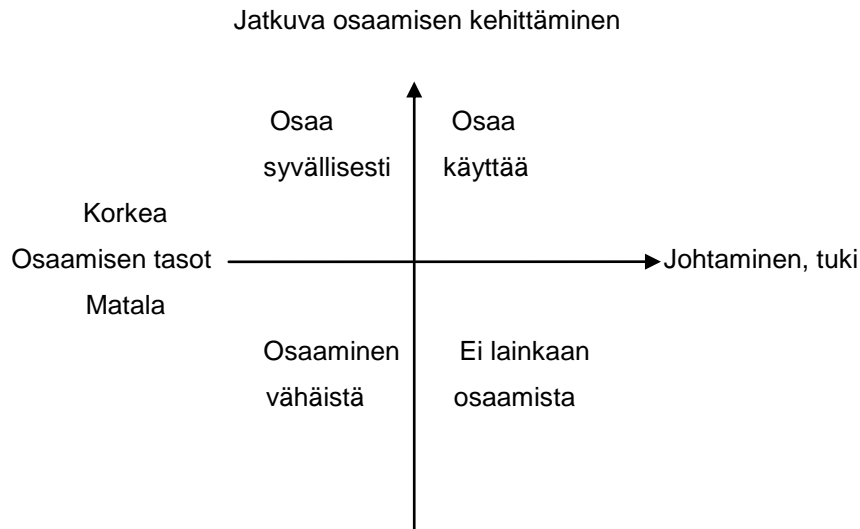 Jatkuva osaamisen kehittäminen
Osaa
syvällisesti
Osaa
käyttää
Korkea
Osaamisen tasot
Matala
Johtaminen, tuki
Osaaminen
vähäistä
Ei lainkaan
osaamista